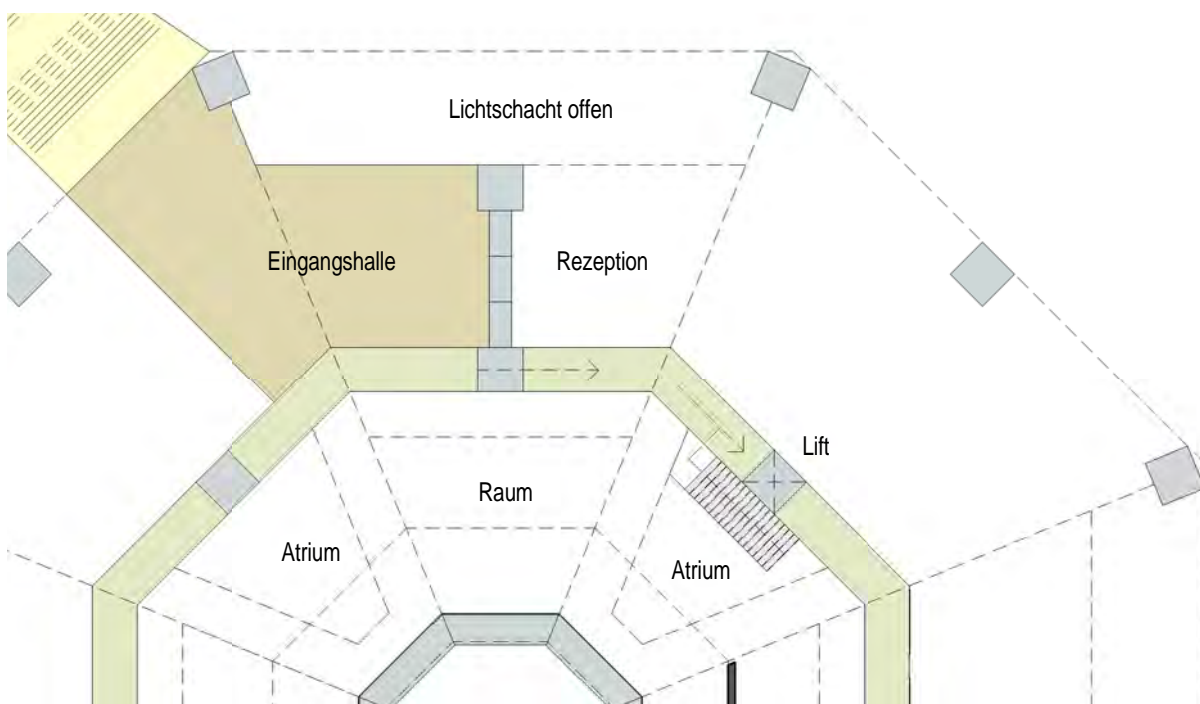 Lichtschacht offen
Eingangshalle
Rezeption
Lift
Raum
Atrium
Atrium